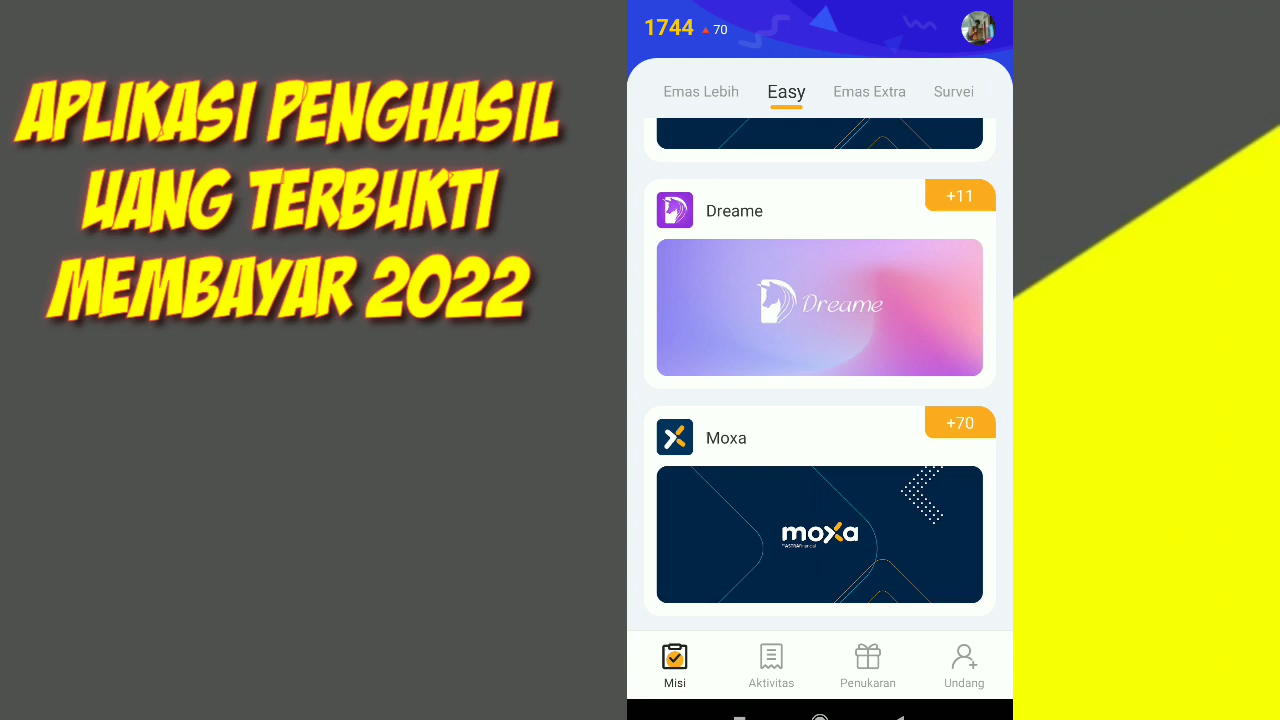 APLIKASI PENGHASIL
UANG TERBUKTI
MEMBAYAR 2022
1744 70
Emas Lebih Easy Emas Extra Survei
+11
Dreame
Dreame
+70
Moxa
moxa
Misi Aktivitas Penukaran Undang